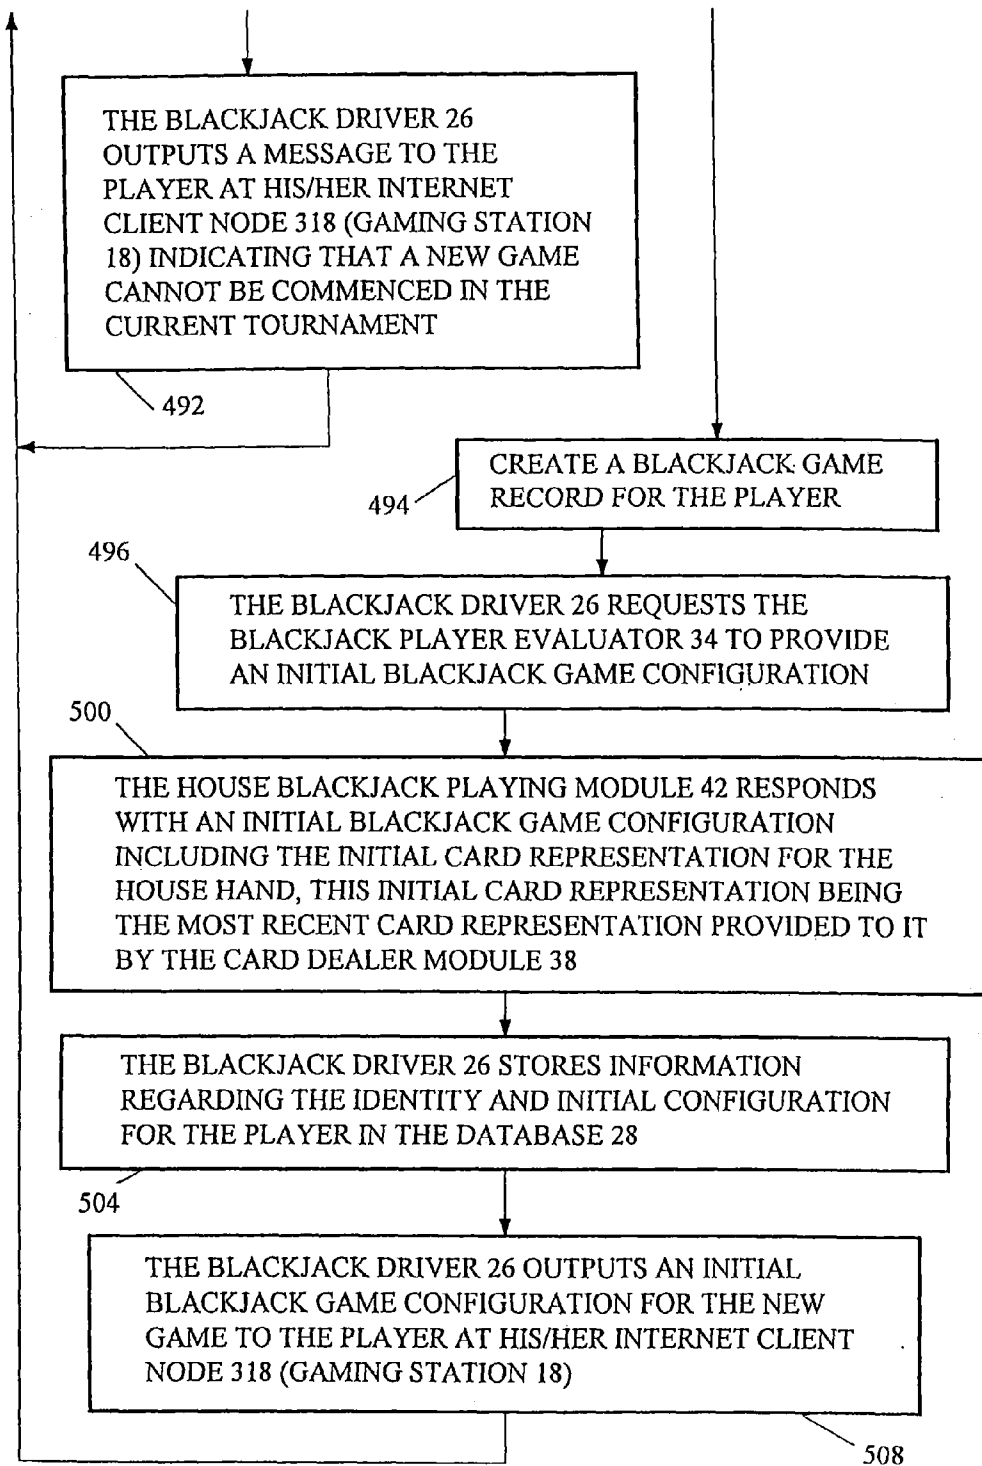 THE BLACKJACK DRIVER 26
OUTPUTS A MESSAGE TO THE
PLAYER AT HIS/HER INTERNET
CLIENT NODE 318 (GAMING STATION
18) INDICATING THAT A NEW GAME
CANNOT BE COMMENCED IN THE
CURRENT TOURNAMENT
492
CREATE A BLACKJACK GAME
RECORD FOR THE PLAYER
494
496
THE BLACKJACK DRIVER 26 REQUESTS THE
BLACKJACK PLAYER EVALUATOR 34 TO PROVIDE
AN INITIAL BLACKJACK GAME CONFIGURATION
500
THE HOUSE BLACKJACK PLAYING MODULE 42 RESPONDS
WITH AN INITIAL BLACKJACK GAME CONFIGURATION
INCLUDING THE INITIAL CARD REPRESENTATION FOR THE
HOUSE HAND, THIS INITIAL CARD REPRESENTATION BEING
THE MOST RECENT CARD REPRESENTATION PROVIDED TO IT
BY THE CARD DEALER MODULE 38
THE BLACKJACK DRIVER 26 STORES INFORMATION
REGARDING THE IDENTITY AND INITIAL CONFIGURATION
FOR THE PLAYER IN THE DATABASE 28
504
THE BLACKJACK DRIVER 26 OUTPUTS AN INITIAL
BLACKJACK GAME CONFIGURATION FOR THE NEW
GAME TO THE PLAYER AT HIS/HER INTERNET CLIENT
NODE 318 (GAMING STATION 18)
508